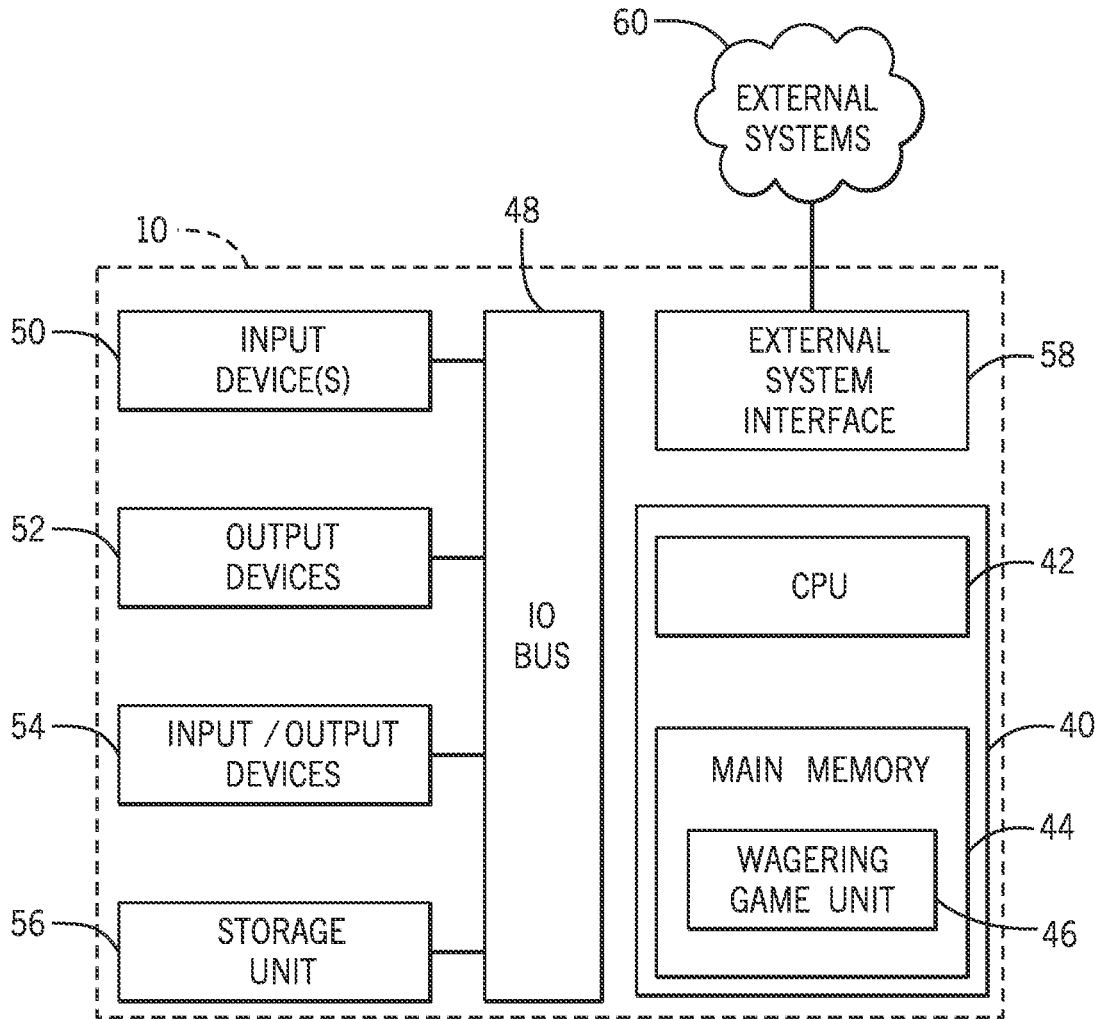 60
EXTERNAL
SYSTEMS
10
48
50
INPUT
DEVICE(S)
EXTERNAL
SYSTEM
INTERFACE
58
52
OUTPUT
DEVICES
IO
BUS
CPU
42
54
INPUT / OUTPUT
DEVICES
40
MAIN MEMORY
44
WAGERING
GAME UNIT
46
56
STORAGE
UNIT